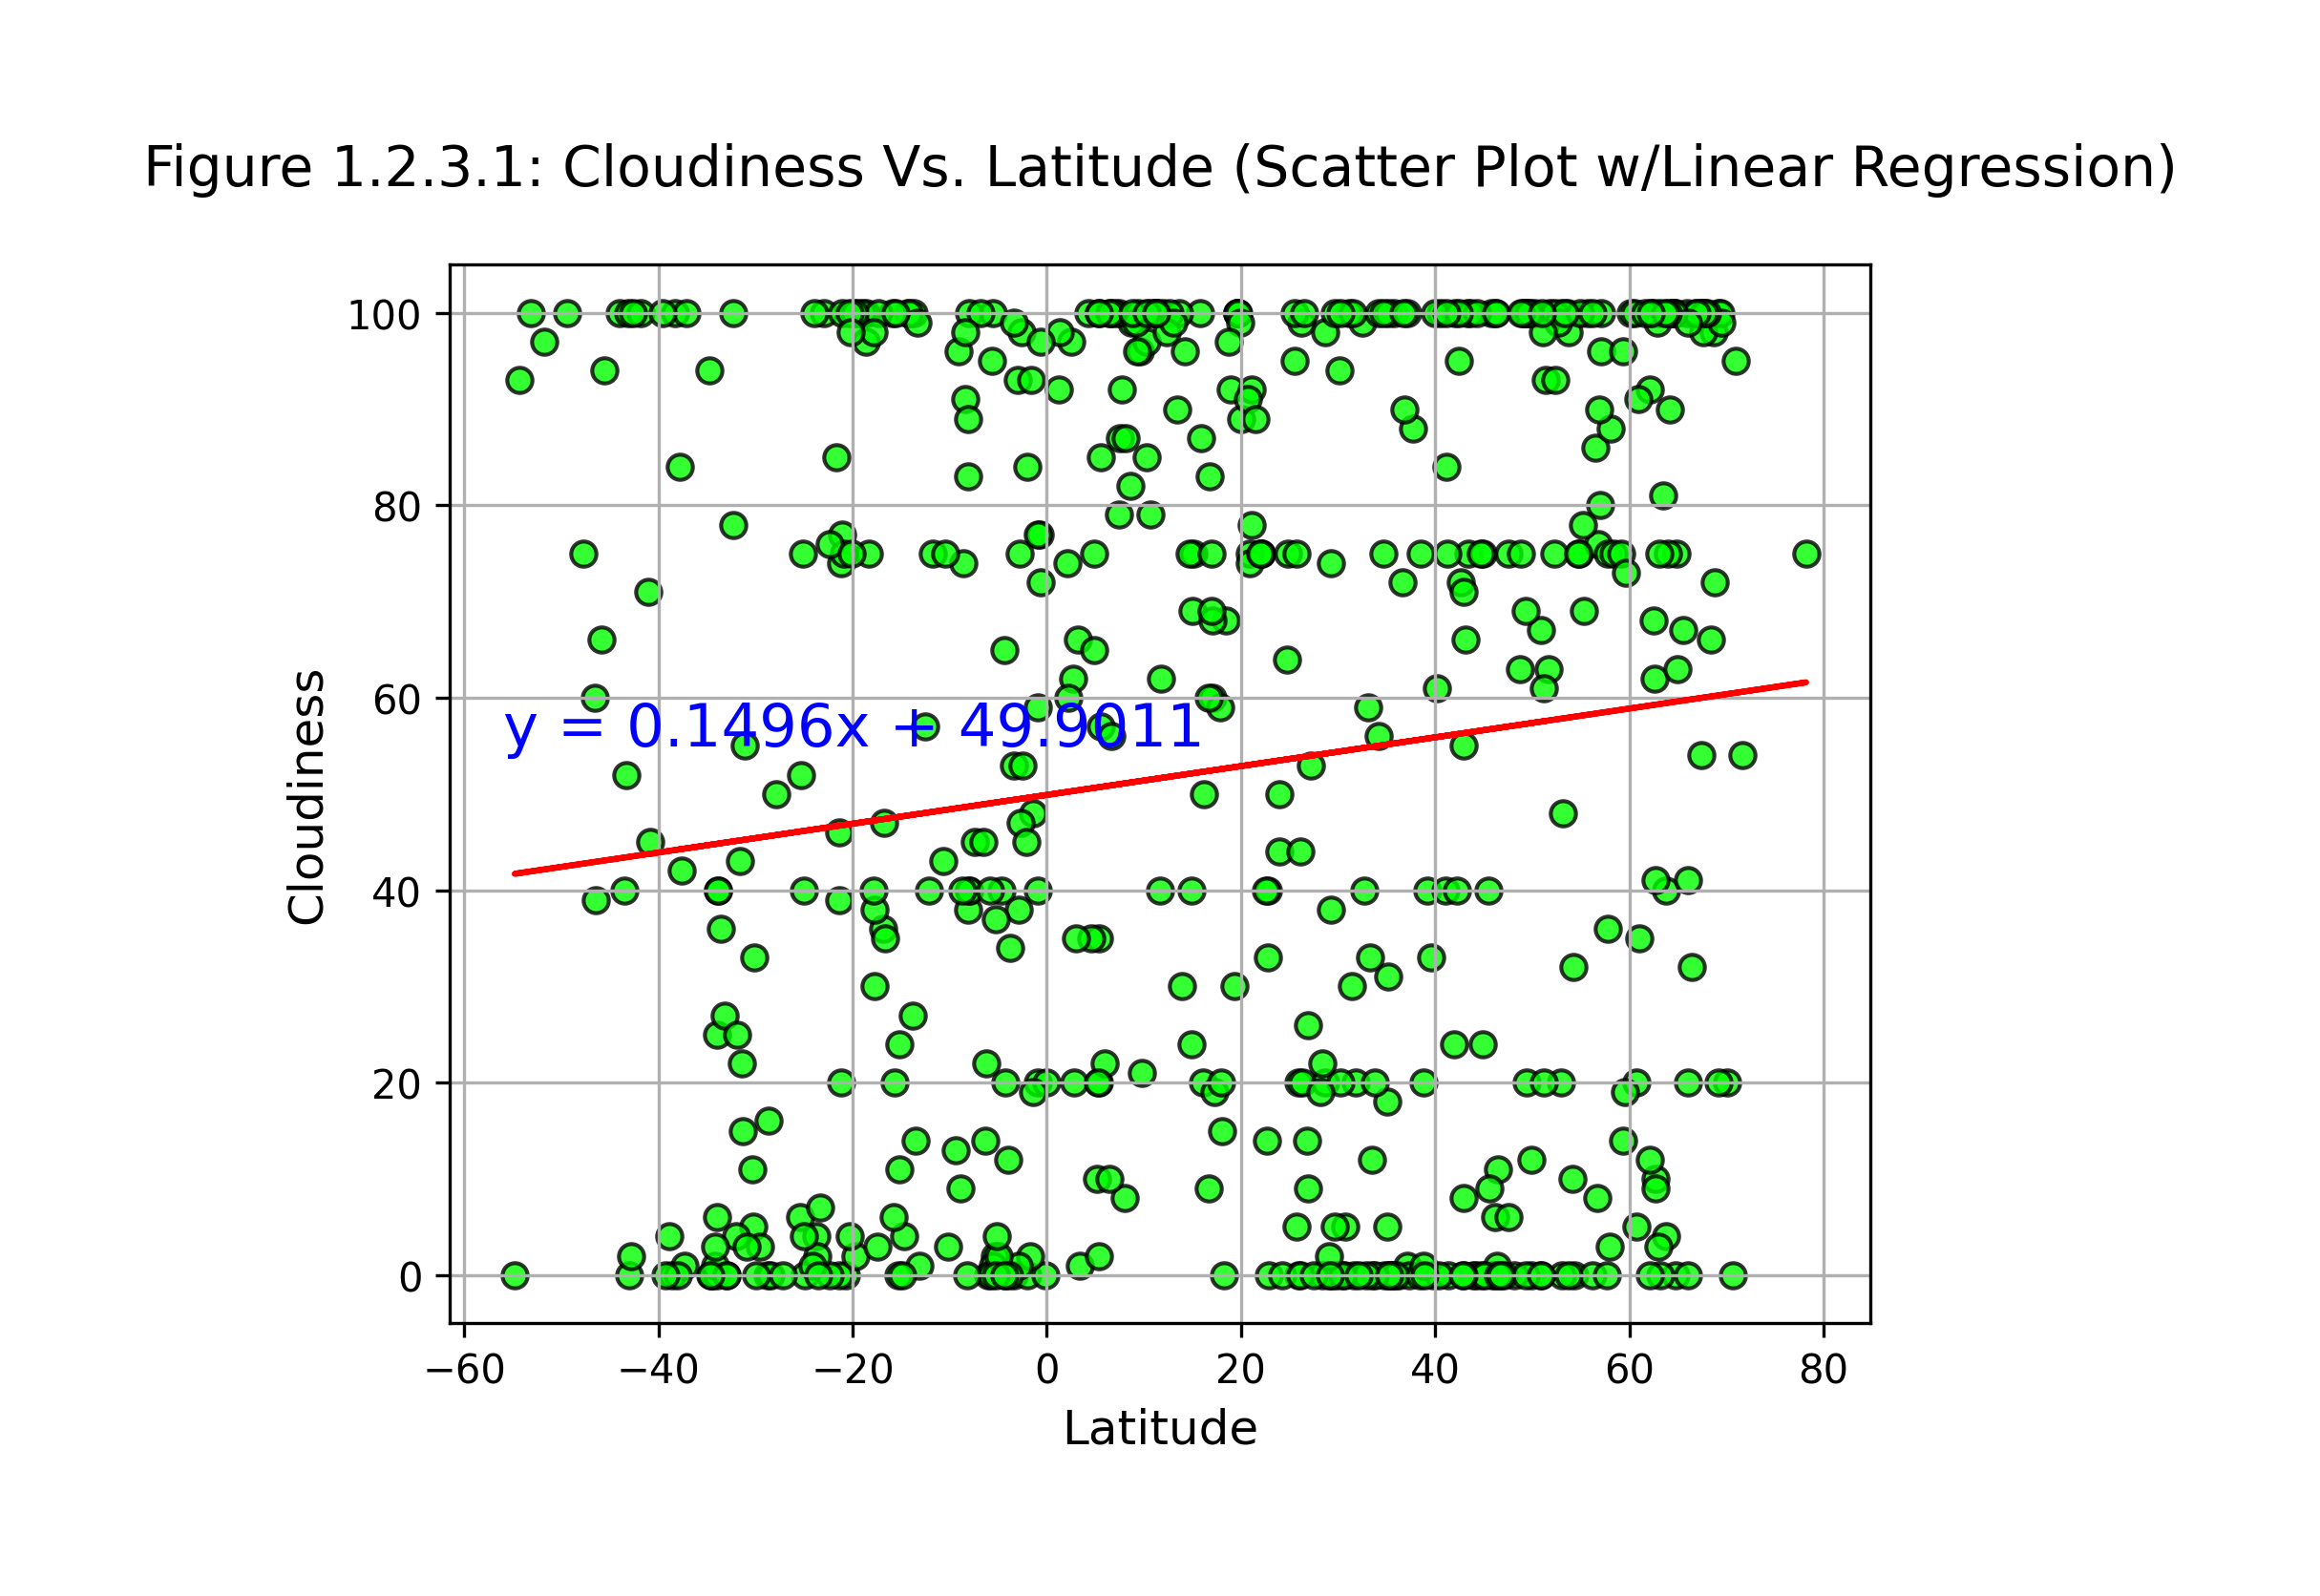 Figure 1.2.3.1: Cloudiness Vs. Latitude (Scatter Plot w/Linear Regression)
100
80
60
40
20
0
Cloudiness
y = 0.1496x + 49.9011
−60 −40 −20 0 20 40 60 80
Latitude